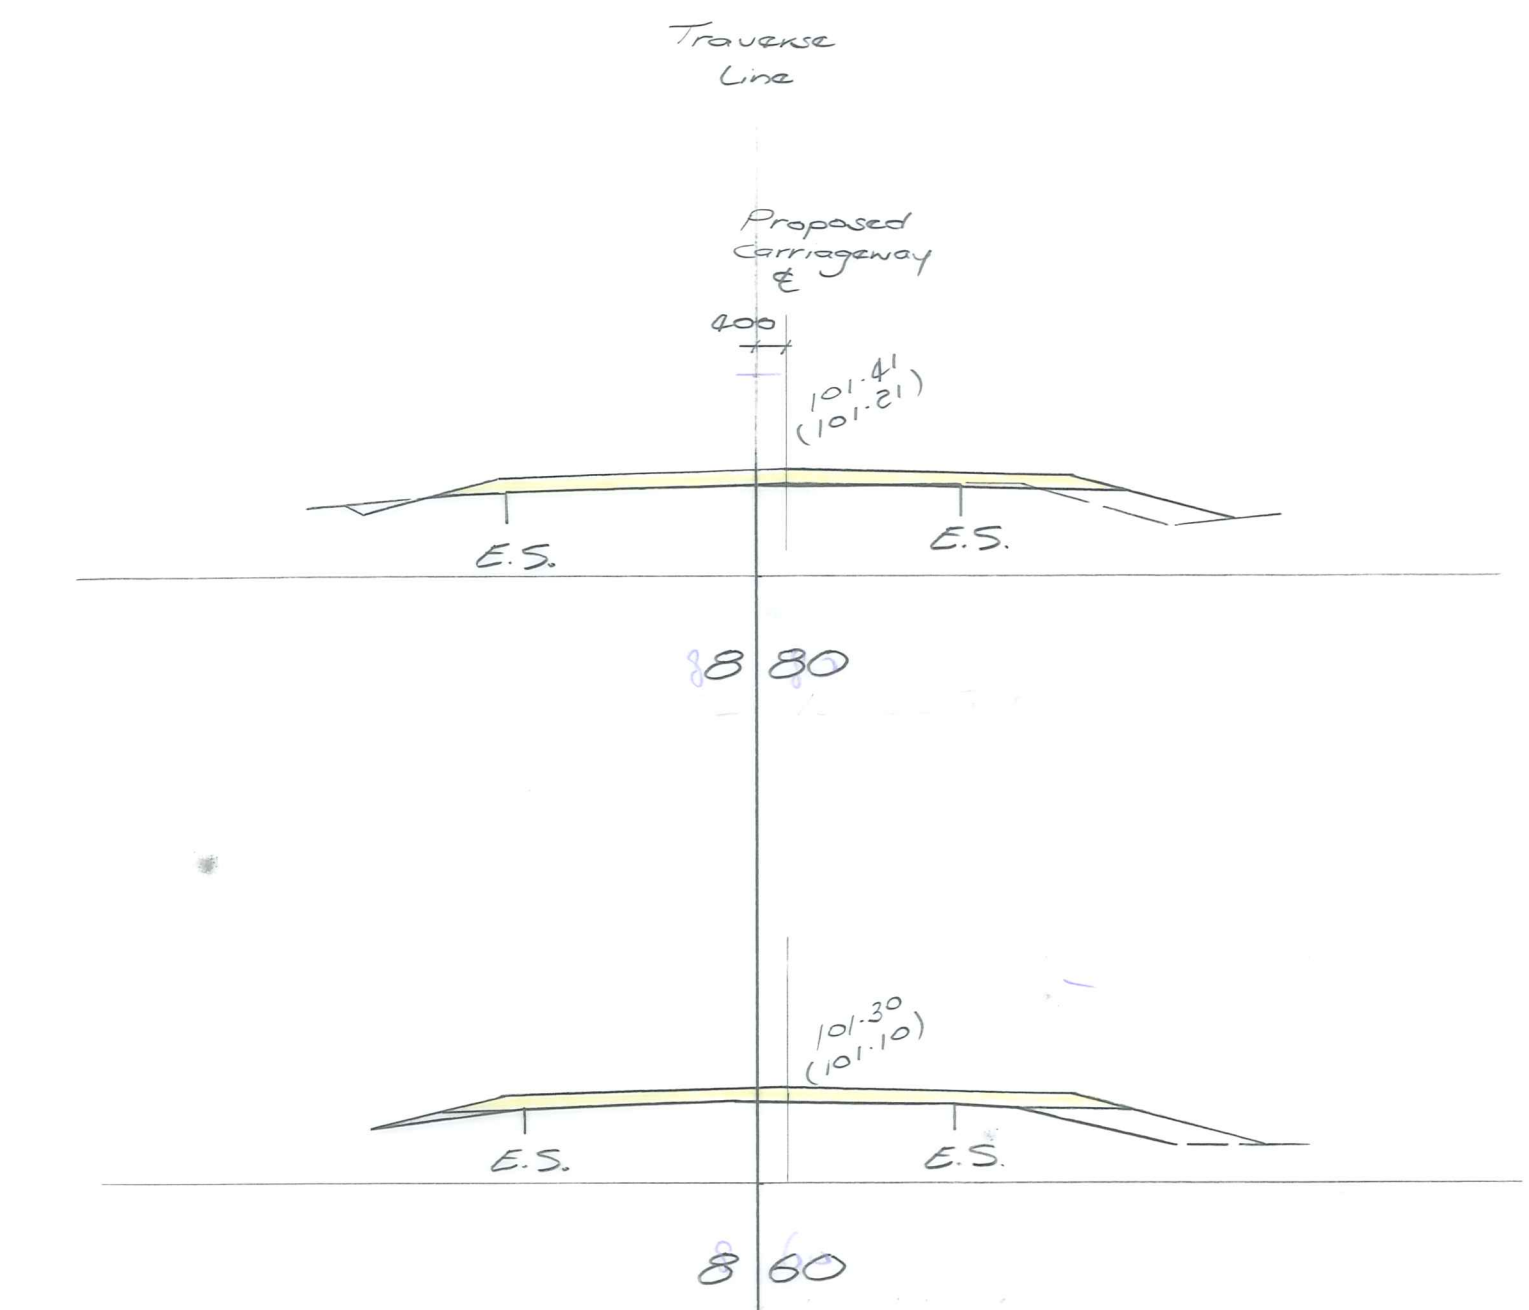 Traverse
Line
Proposed
Carriageway
℄
400
101.41
(101.21)
E.S.
E.S.
8 80
101.30
(101.10)
E.S.
E.S.
8 60